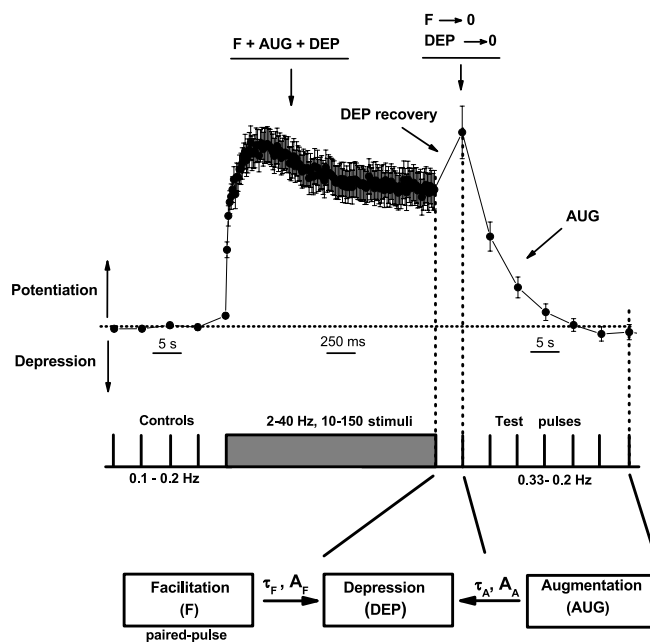 F + AUG + DEP
F → 0
DEP → 0
DEP recovery
AUG
Potentiation
Depression
5 s
250 ms
5 s
Controls
2-40 Hz, 10-150 stimuli
Test pulses
0.1 - 0.2 Hz
0.33- 0.2 Hz
Facilitation
(F)
paired-pulse
τF, AF
Depression
(DEP)
τA, AA
Augmentation
(AUG)